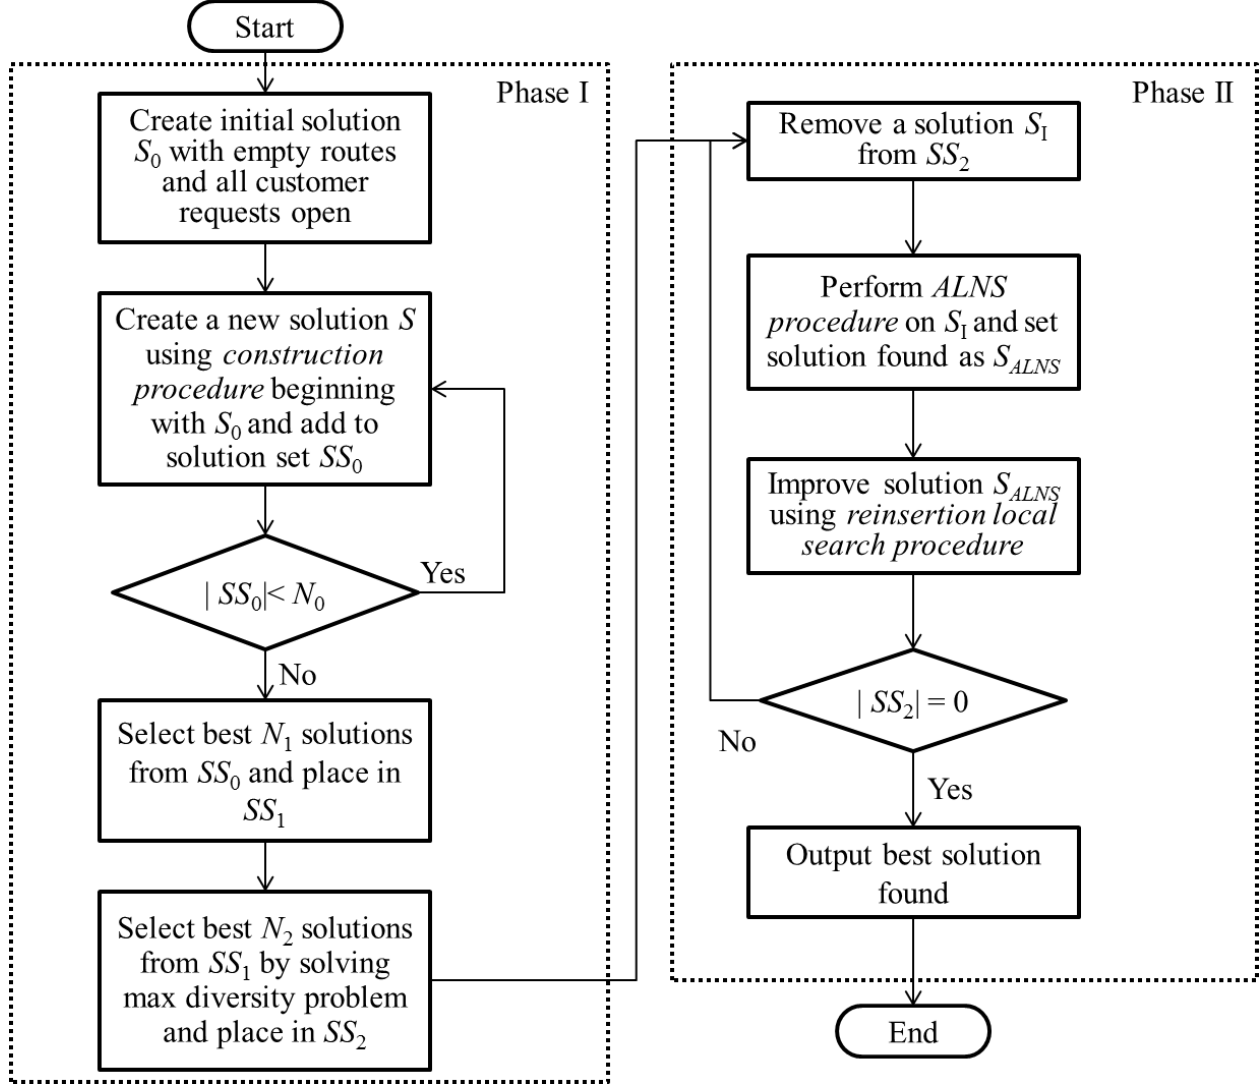 Start
Phase I
Create initial solution
S0 with empty routes
and all customer
requests open
Create a new solution S
using construction
procedure beginning
with S0 and add to
solution set SS0
| SS0|< N0
Yes
No
Select best N1 solutions
from SS0 and place in
SS1
Select best N2 solutions
from SS1 by solving
max diversity problem
and place in SS2
Phase II
Remove a solution SI
from SS2
Perform ALNS
procedure on SI and set
solution found as SALNS
Improve solution SALNS
using reinsertion local
search procedure
| SS2| = 0
No
Yes
Output best solution
found
End